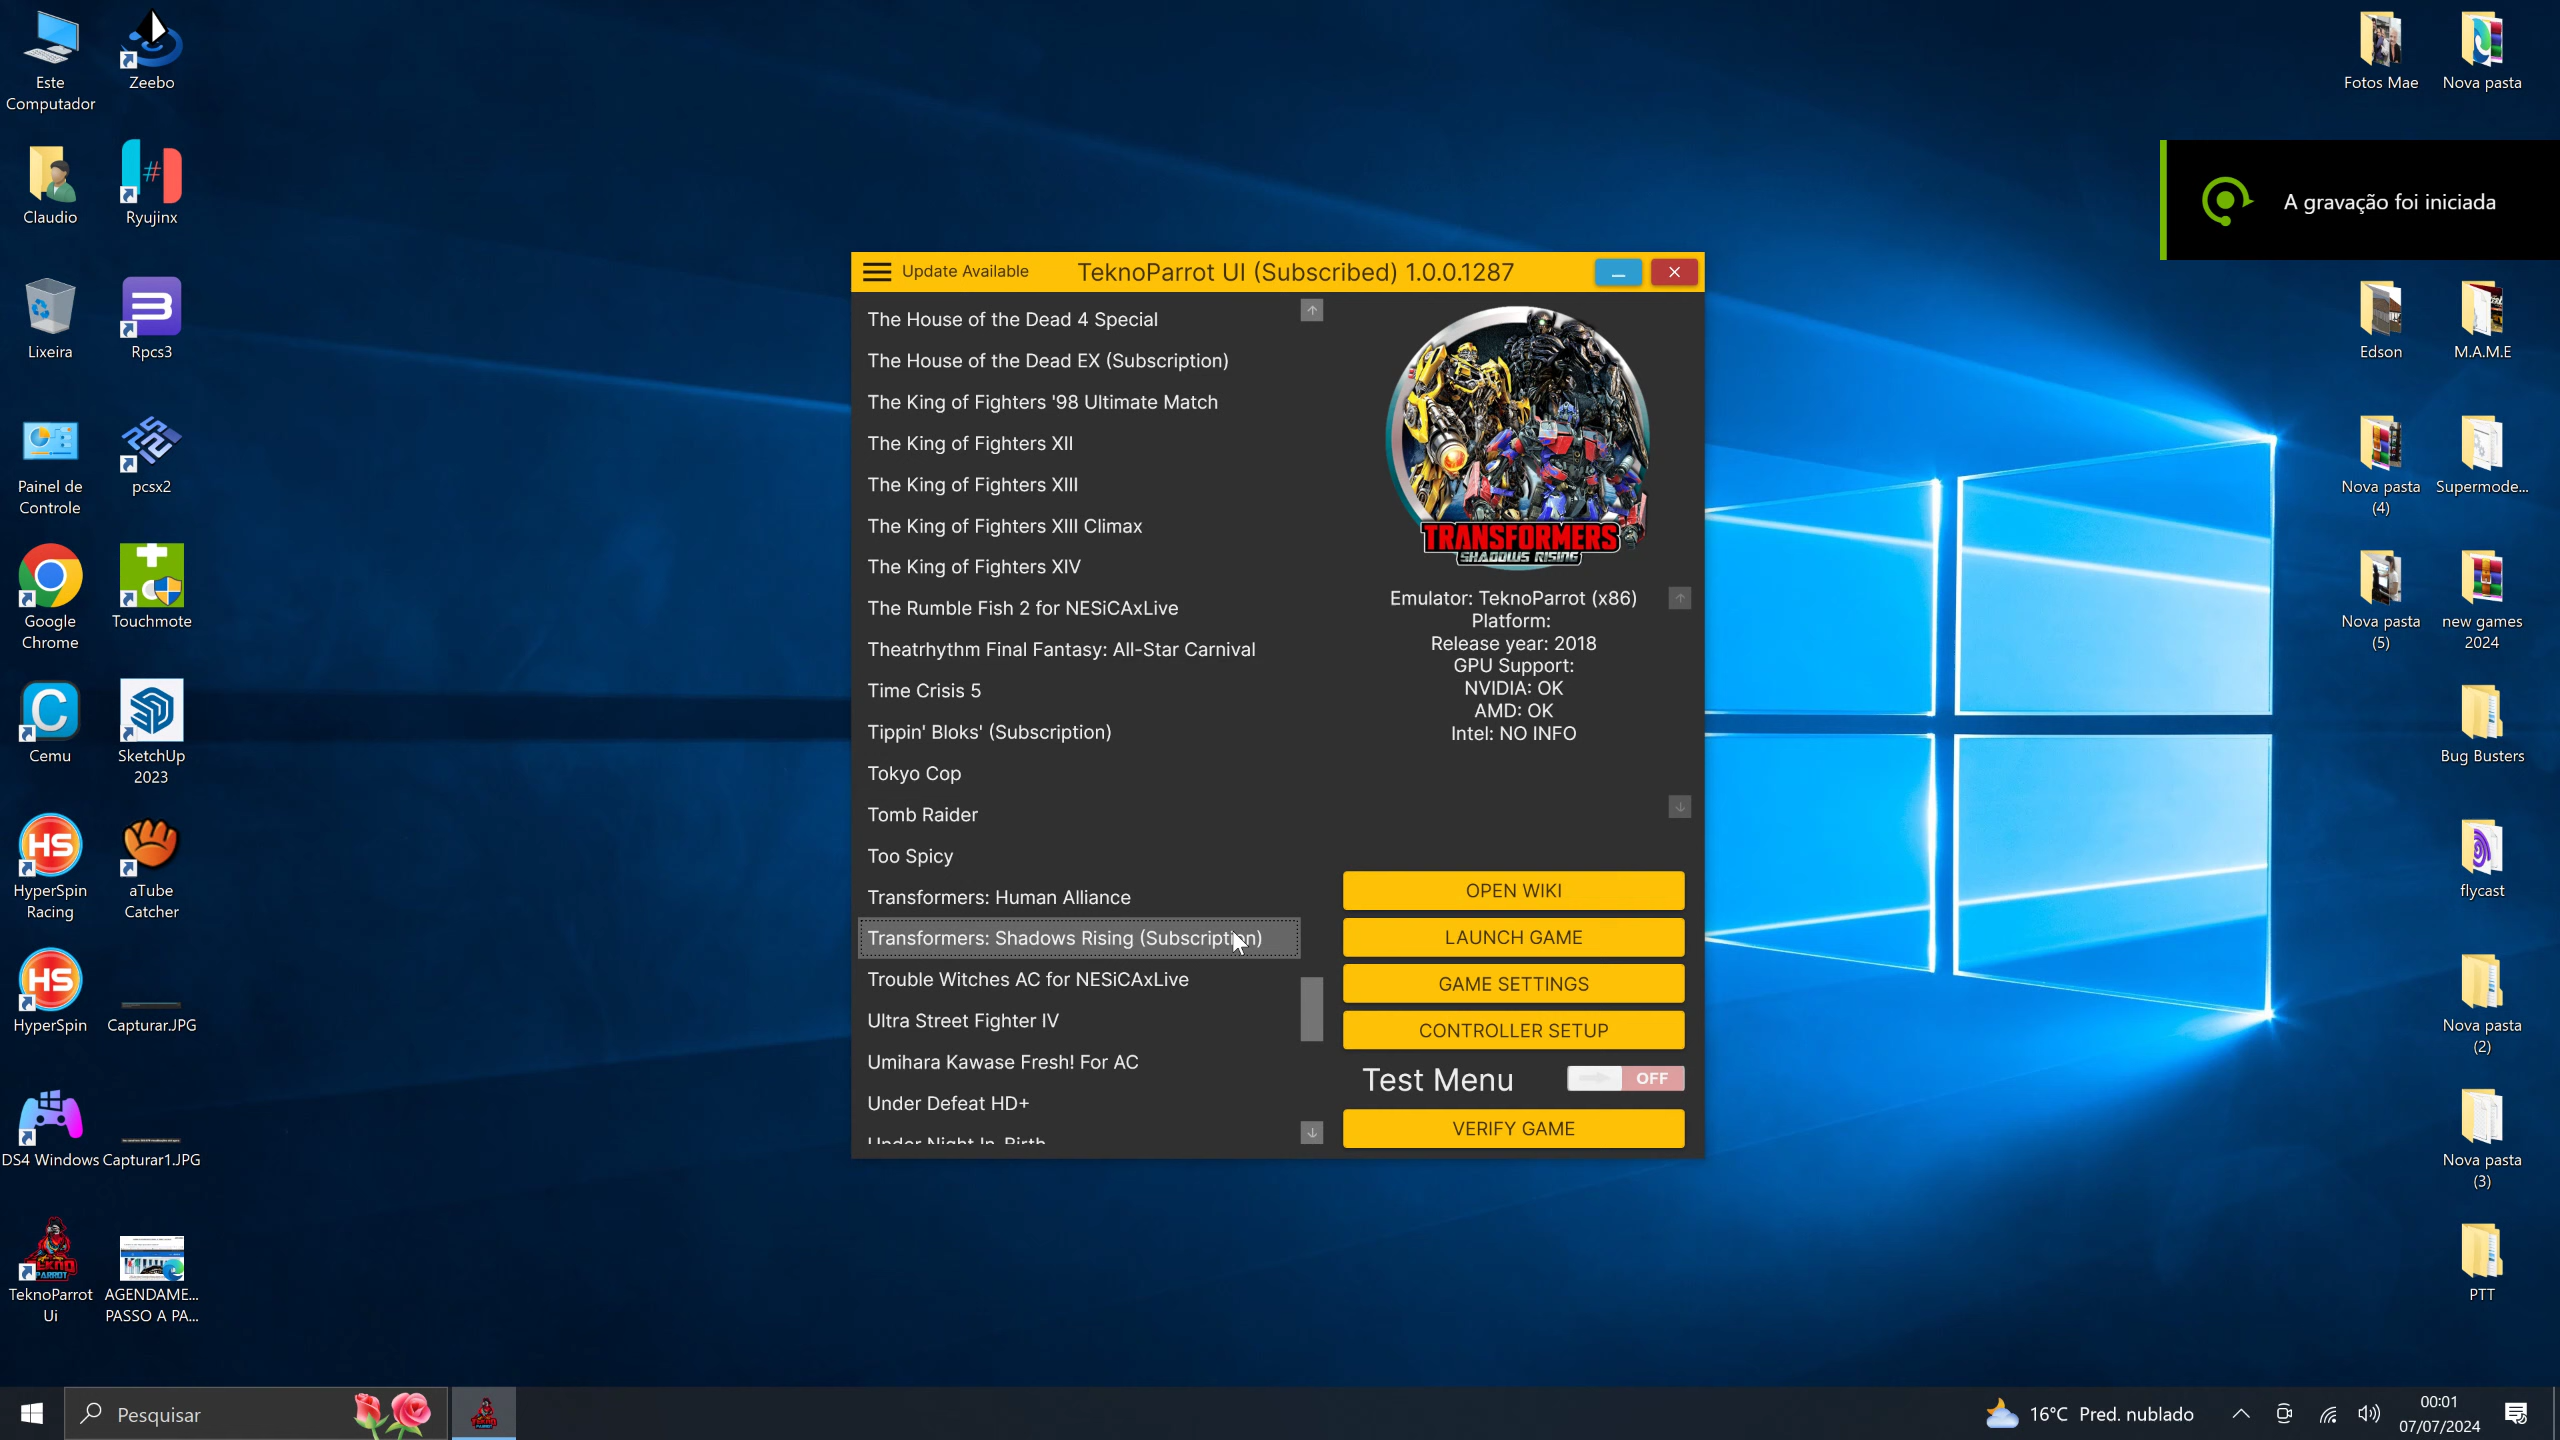 Este
Computador
Zeebo
Claudio
Ryujinx
Lixeira
Rpcs3
Painel de
Controle
pcsx2
Google
Chrome
Touchmote
Cemu
SketchUp
2023
HyperSpin
Racing
aTube
Catcher
HyperSpin
Capturar.JPG
DS4 Windows
Capturar1.JPG
TeknoParrot
Ui
AGENDAME...
PASSO A PA...
Update Available
TeknoParrot UI (Subscribed) 1.0.0.1287
The House of the Dead 4 Special
The House of the Dead EX (Subscription)
The King of Fighters '98 Ultimate Match
The King of Fighters XII
The King of Fighters XIII
The King of Fighters XIII Climax
The King of Fighters XIV
The Rumble Fish 2 for NESiCAxLive
Theatrhythm Final Fantasy: All-Star Carnival
Time Crisis 5
Tippin' Bloks' (Subscription)
Tokyo Cop
Tomb Raider
Too Spicy
Transformers: Human Alliance
Transformers: Shadows Rising (Subscription)
Trouble Witches AC for NESiCAxLive
Ultra Street Fighter IV
Umihara Kawase Fresh! For AC
Under Defeat HD+
Under Night In-Birth
TRANSFORMERS
SHADOWS RISING
Emulator: TeknoParrot (x86)
Platform:
Release year: 2018
GPU Support:
NVIDIA: OK
AMD: OK
Intel: NO INFO
OPEN WIKI
LAUNCH GAME
GAME SETTINGS
CONTROLLER SETUP
Test Menu
OFF
VERIFY GAME
Fotos Mae
Nova pasta
A gravação foi iniciada
Edson
M.A.M.E
Nova pasta
(4)
Supermode...
Nova pasta
(5)
new games
2024
Bug Busters
flycast
Nova pasta
(2)
Nova pasta
(3)
PTT
Pesquisar
16°C Pred. nublado
00:01
07/07/2024